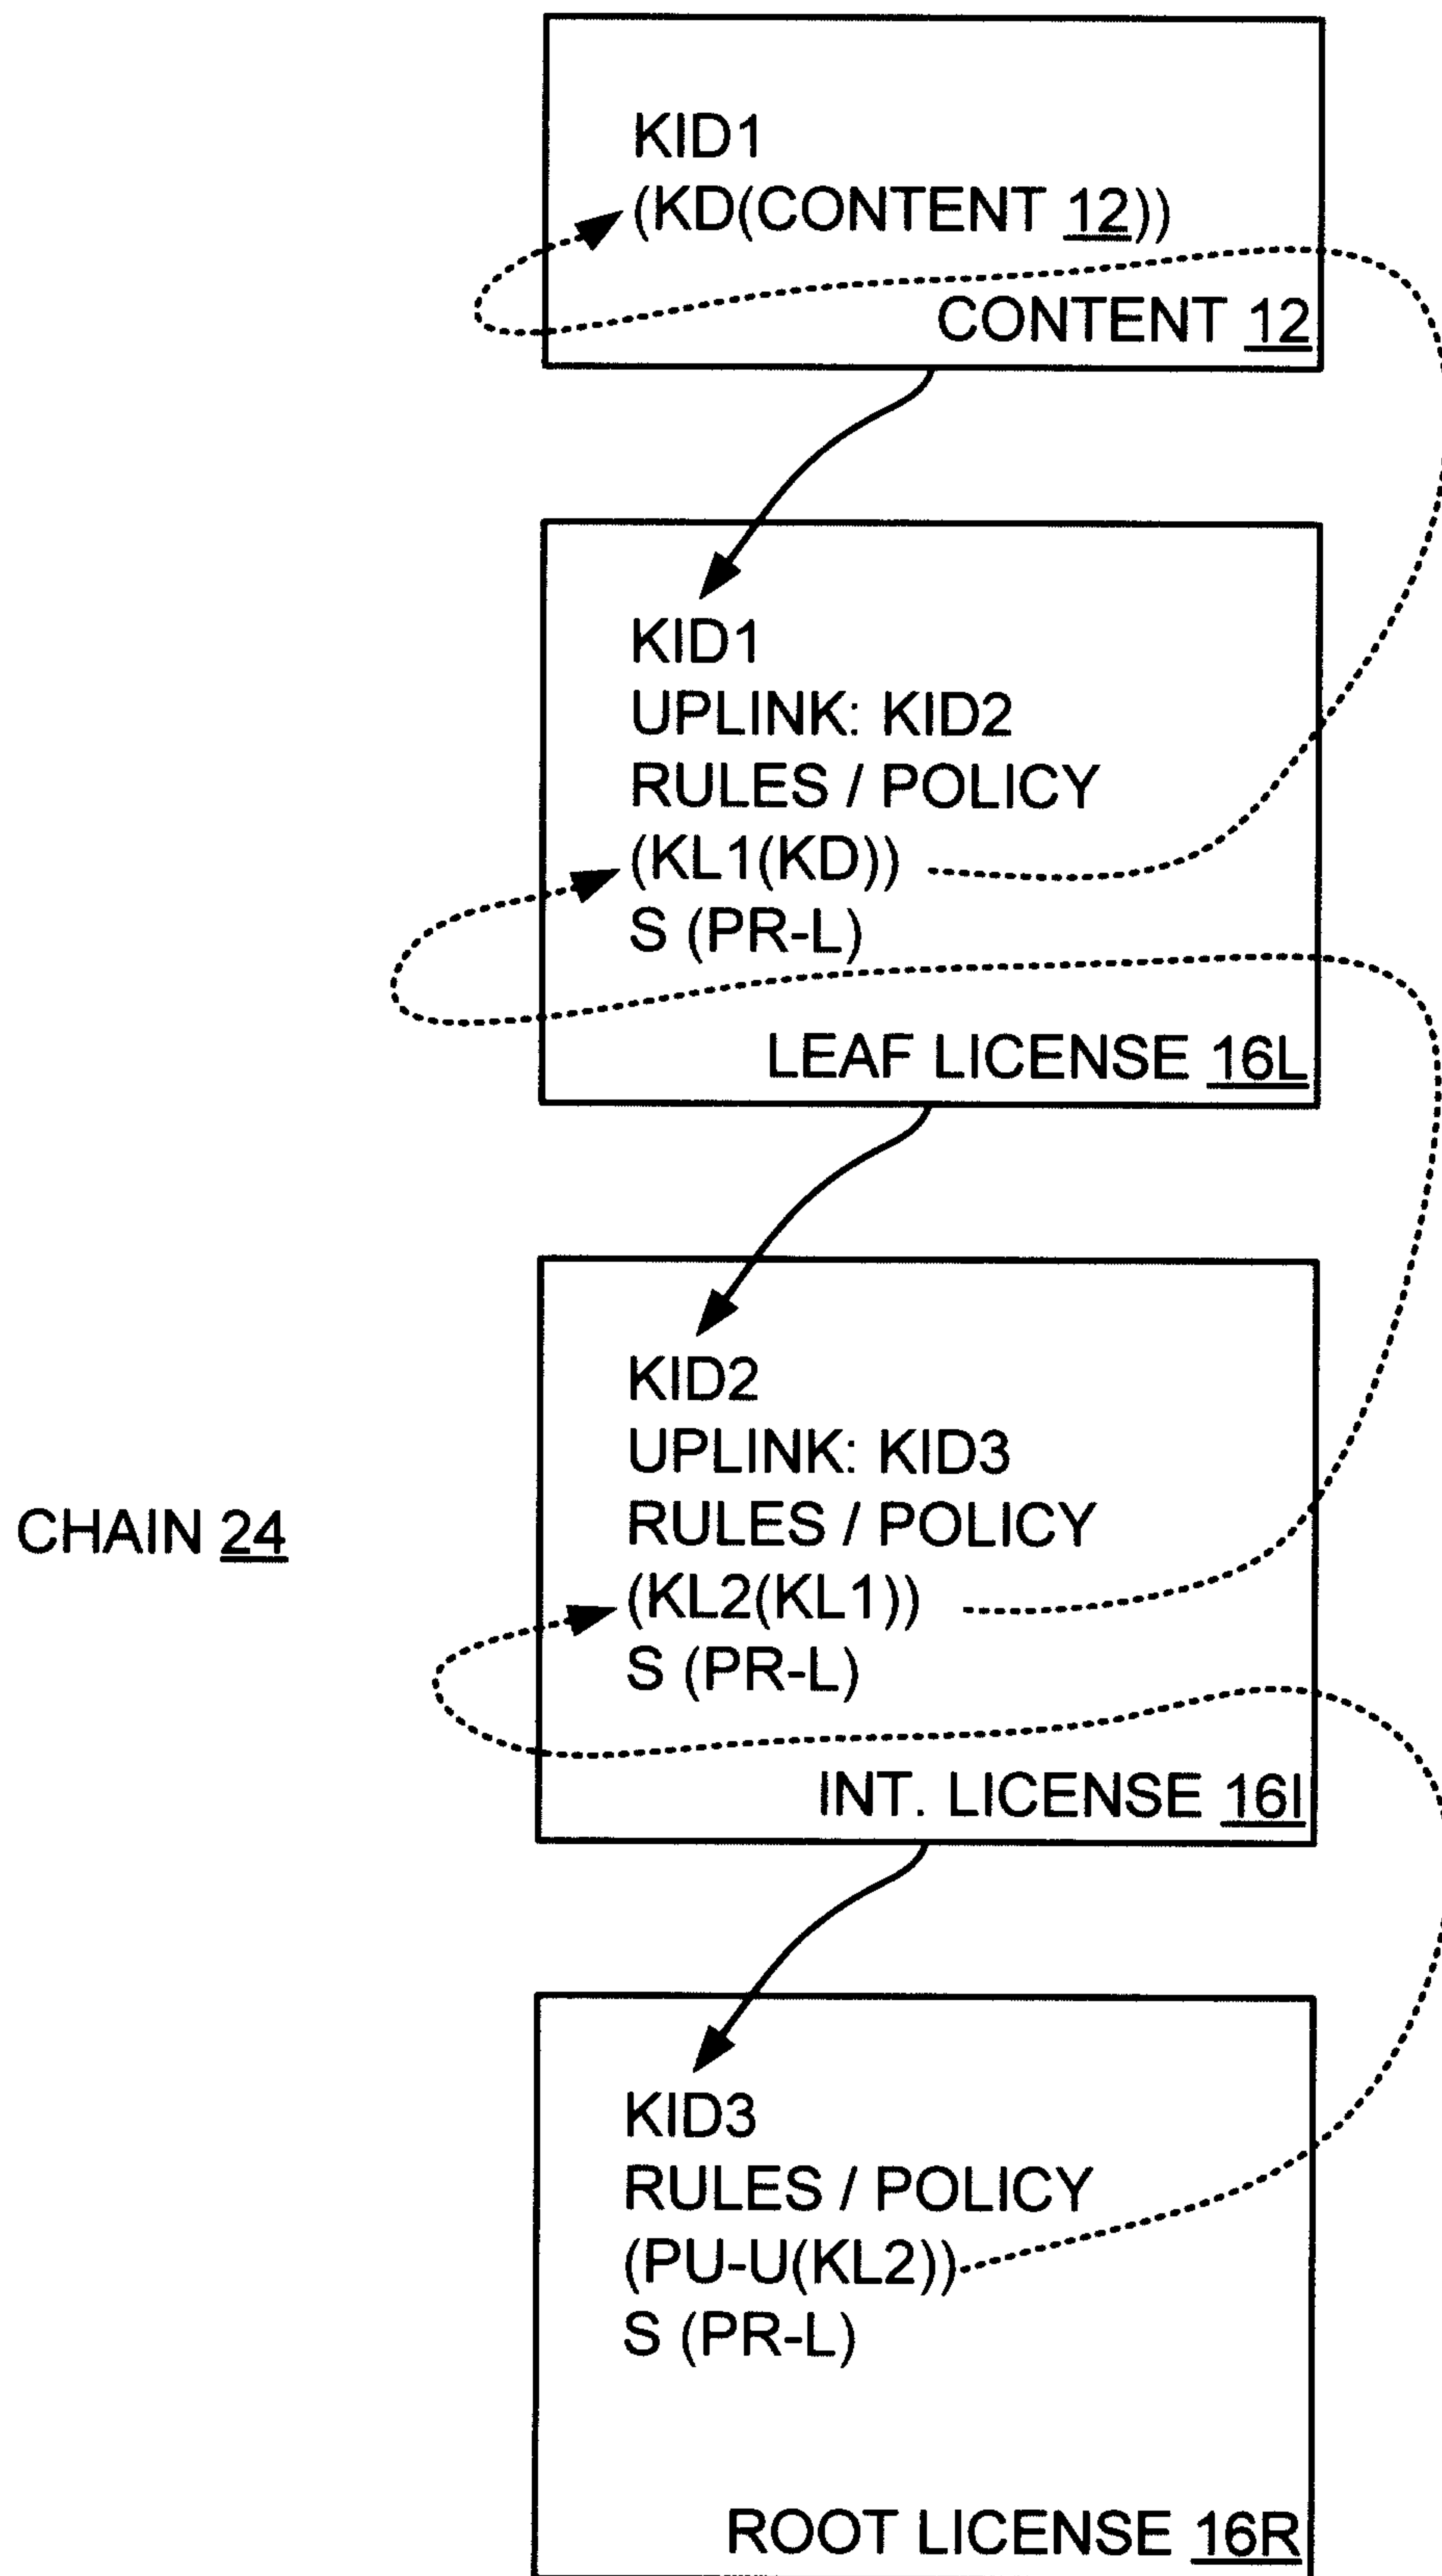 KID1
(KD(CONTENT 12))
CONTENT 12
KID1
UPLINK: KID2
RULES / POLICY
(KL1(KD))
S (PR-L)
LEAF LICENSE 16L
KID2
UPLINK: KID3
RULES / POLICY
CHAIN 24
(KL2(KL1))
S (PR-L)
INT. LICENSE 16I
KID3
RULES / POLICY
(PU-U(KL2))
S (PR-L)
ROOT LICENSE 16R